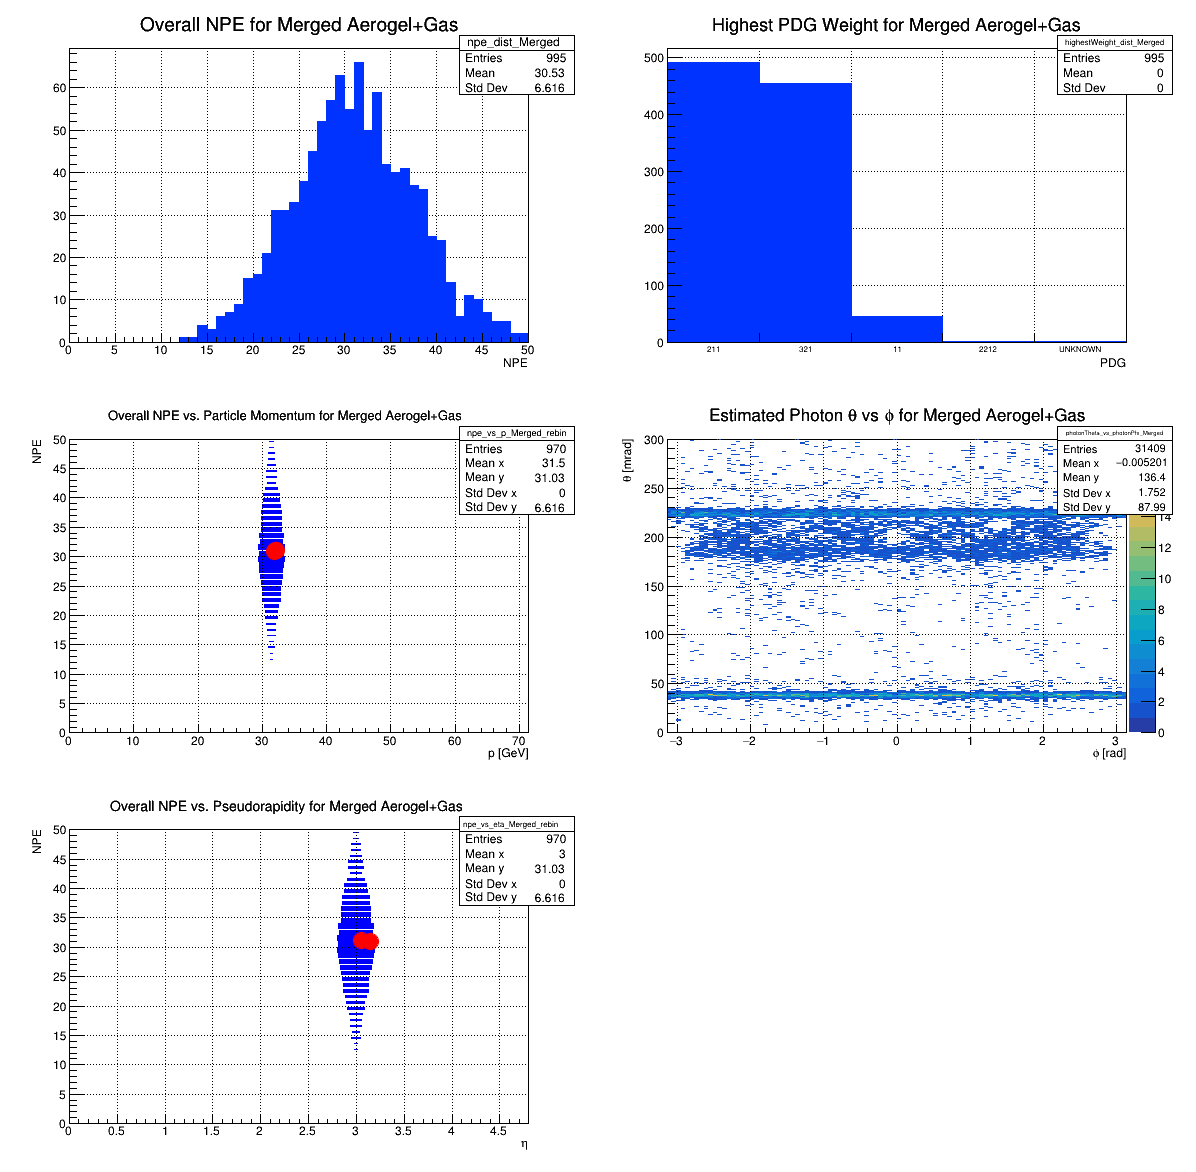 Overall NPE for Merged Aerogel+Gas
npe_dist_Merged
Entries 995
Mean 30.53
Std Dev 6.616
60
50
40
30
20
10
0
0 5 10 15 20 25 30 35 40 45 50
NPE
Highest PDG Weight for Merged Aerogel+Gas
highestWeight_dist_Merged
Entries 995
Mean 0
Std Dev 0
500
400
300
200
100
0
211 321 11 2212 UNKNOWN
PDG
Overall NPE vs. Particle Momentum for Merged Aerogel+Gas
npe_vs_p_Merged_rebin
Entries 970
Mean x 31.5
Mean y 31.03
Std Dev x 0
Std Dev y 6.616
NPE
50
45
40
35
30
25
20
15
10
5
0
0 10 20 30 40 50 60 70
p [GeV]
Estimated Photon θ vs ϕ for Merged Aerogel+Gas
photonTheta_vs_photonPhi_Merged
Entries 31409
Mean x −0.005201
Mean y 136.4
Std Dev x 1.752
Std Dev y 87.99
θ [mrad]
300
250
200
150
100
50
0
−3 −2 −1 0 1 2 3
ϕ [rad]
14
12
10
8
6
4
2
0
Overall NPE vs. Pseudorapidity for Merged Aerogel+Gas
npe_vs_eta_Merged_rebin
Entries 970
Mean x 3
Mean y 31.03
Std Dev x 0
Std Dev y 6.616
NPE
50
45
40
35
30
25
20
15
10
5
0
0 0.5 1 1.5 2 2.5 3 3.5 4 4.5
η